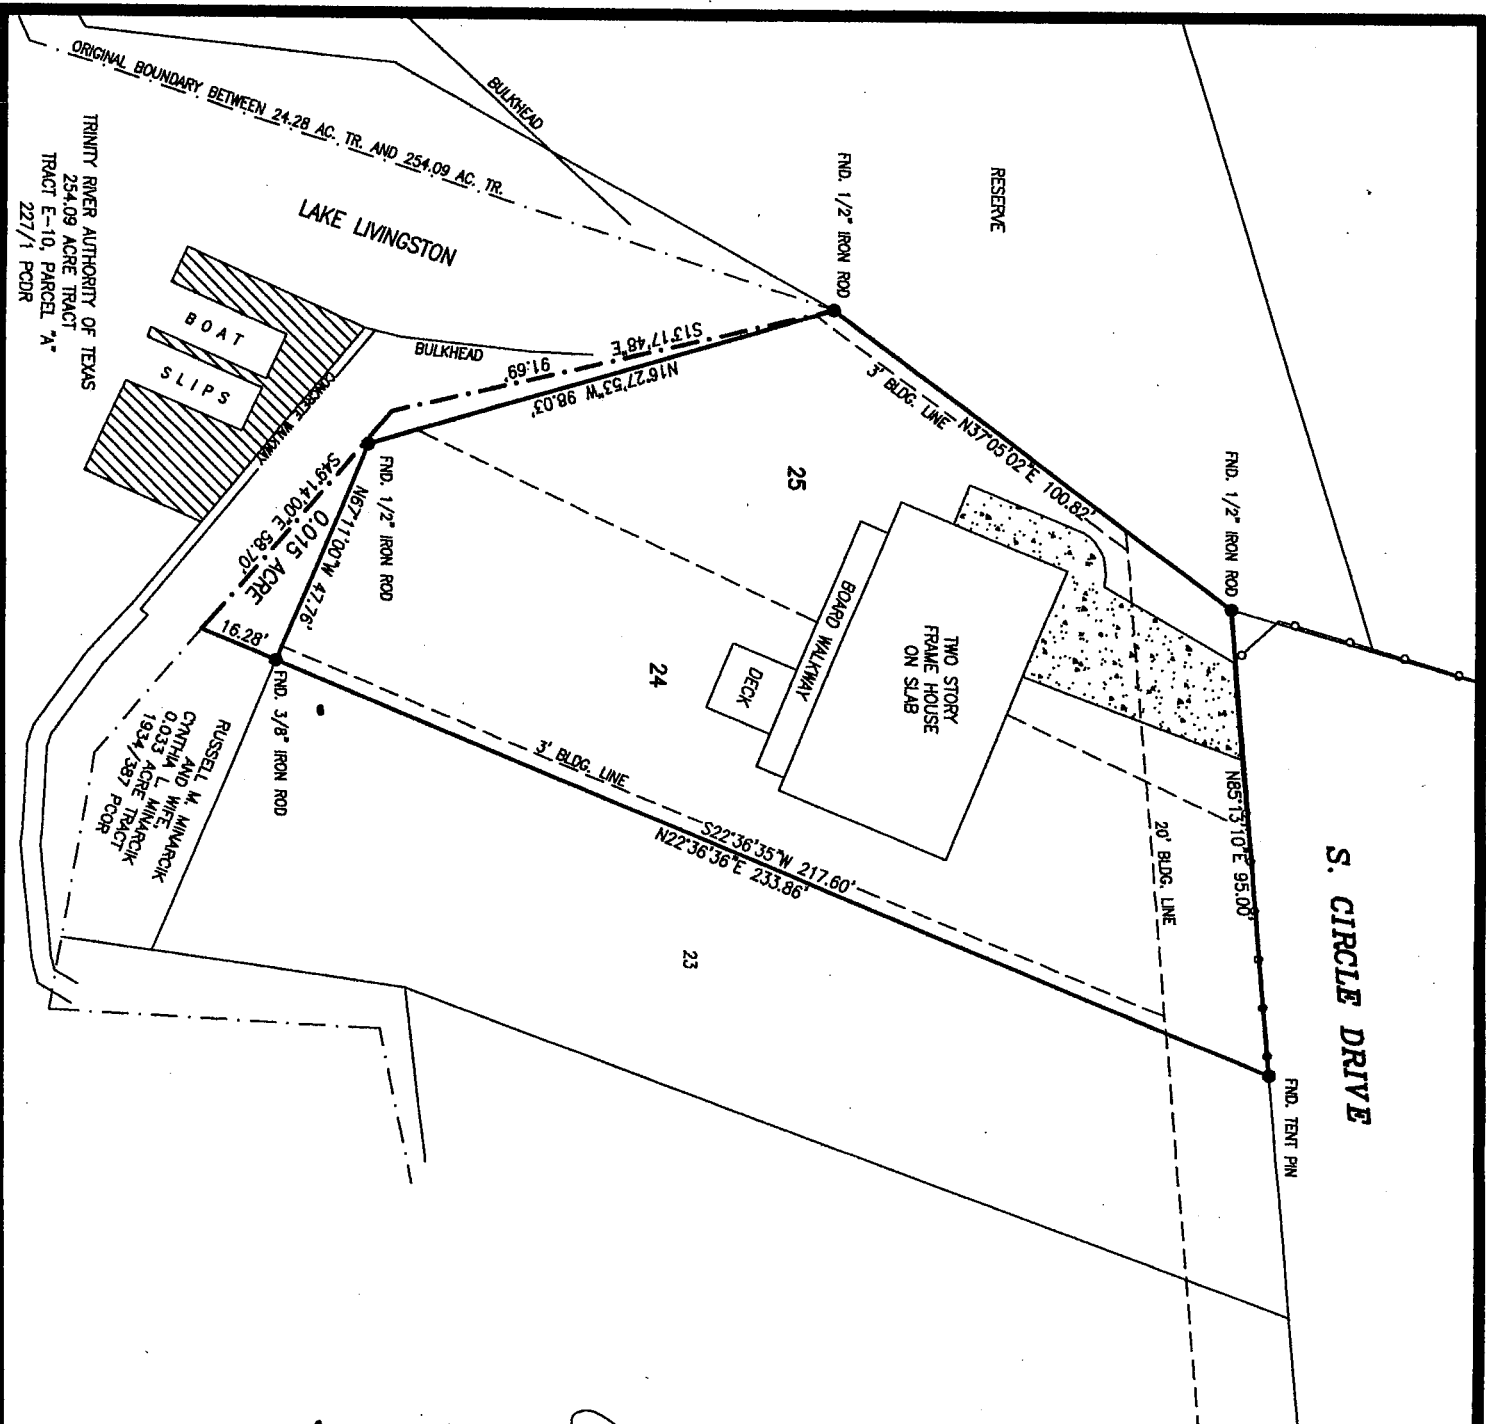 S. CIRCLE DRIVE
FND. TENT PIN
N85°13'10"E 95.00'
FND. 1/2" IRON ROD
20' BLDG. LINE
RESERVE
N37°05'02"E 100.82'
3' BLDG. LINE
TWO STORY
FRAME HOUSE
ON SLAB
BOARD WALKWAY
DECK
FND. 1/2" IRON ROD
25
24
23
3' BLDG. LINE
S22°36'35"W 217.60'
N22°36'36"E 233.86'
N16°27'53"W 98.03'
S13°17'48"E
91.69'
BULKHEAD
BULKHEAD
FND. 1/2" IRON ROD
N67°11'00"W 47.76'
0.015 ACRE
S49°14'00"E 58.70'
16.28'
FND. 3/8" IRON ROD
LAKE LIVINGSTON
ORIGINAL BOUNDARY BETWEEN 24.28 AC. TR. AND 254.09 AC. TR.
CONCRETE WALKWAY
BOAT
SLIPS
RUSSELL M. MINARCIK
AND WIFE,
CYNTHIA L. MINARCIK
0.033 ACRE TRACT
1934/387 PCOR
TRINITY RIVER AUTHORITY OF TEXAS
254.09 ACRE TRACT
TRACT E-10, PARCEL "A"
227/1 PCDR